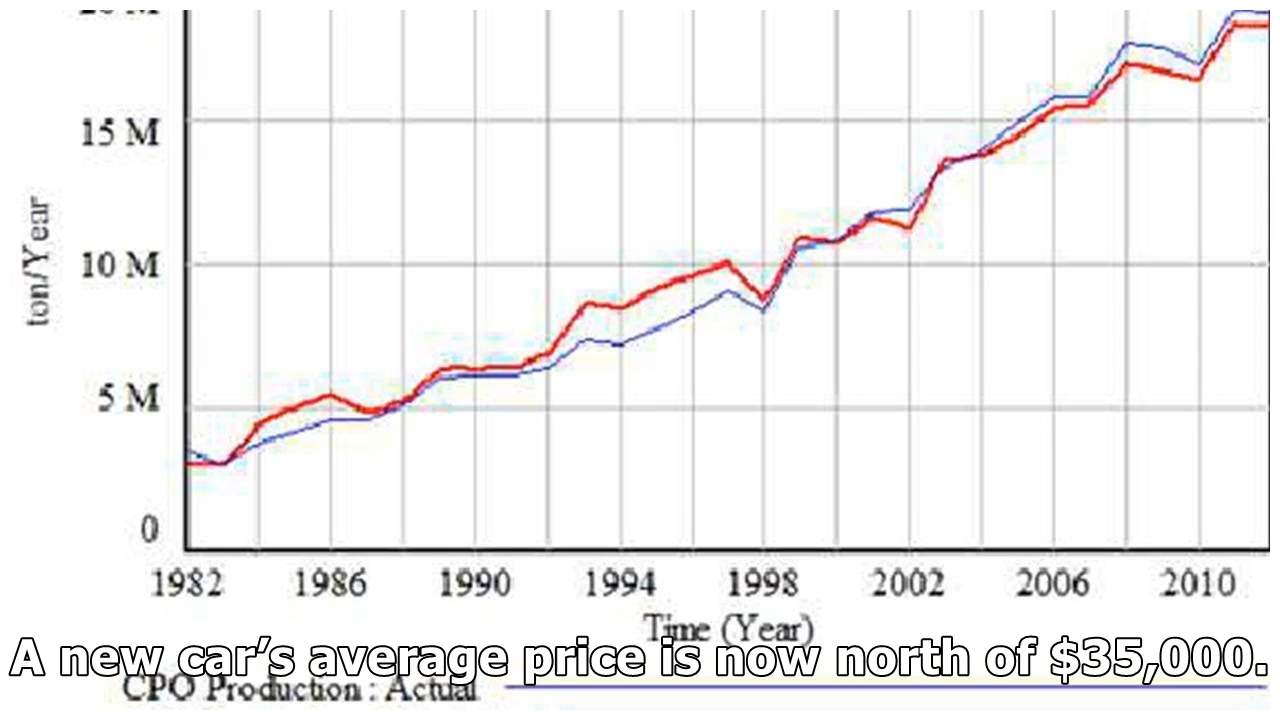 20 M
15 M
10 M
5 M
0
ton/Year
1982 1986 1990 1994 1998 2002 2006 2010
Time (Year)
A new car’s average price is now north of $35,000.
CPO Production : Actual